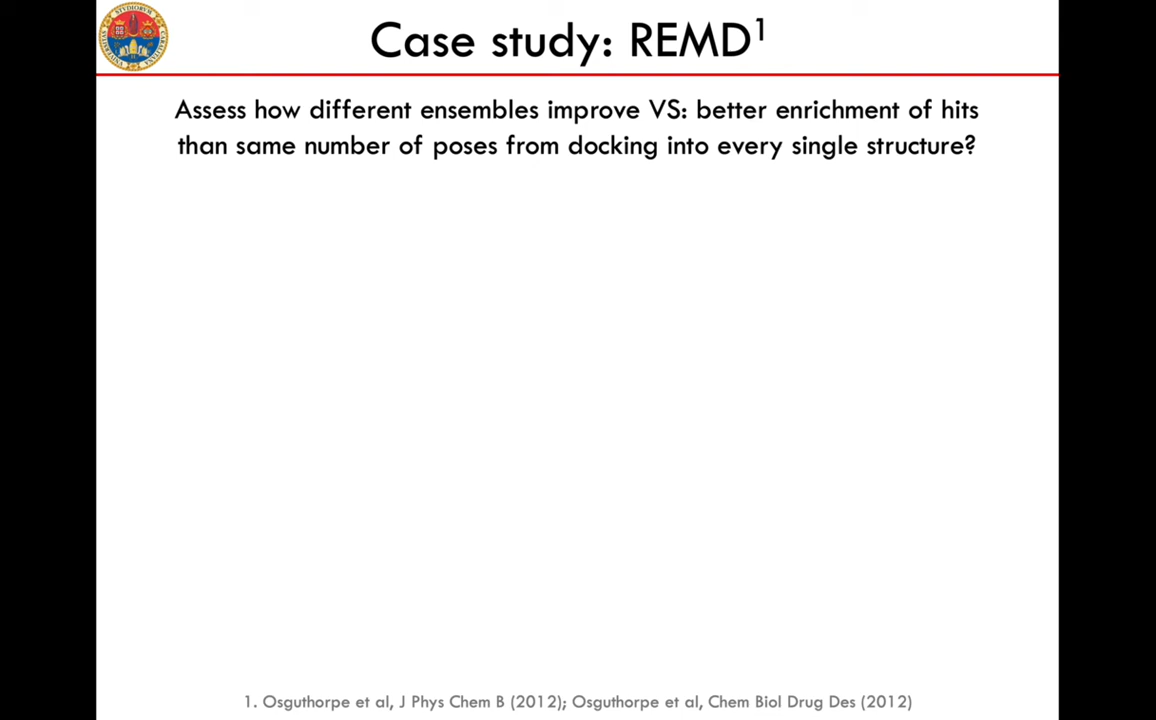 Case study: REMD¹
Assess how different ensembles improve VS: better enrichment of hits
than same number of poses from docking into every single structure?
1. Osguthorpe et al, J Phys Chem B (2012); Osguthorpe et al, Chem Biol Drug Des (2012)